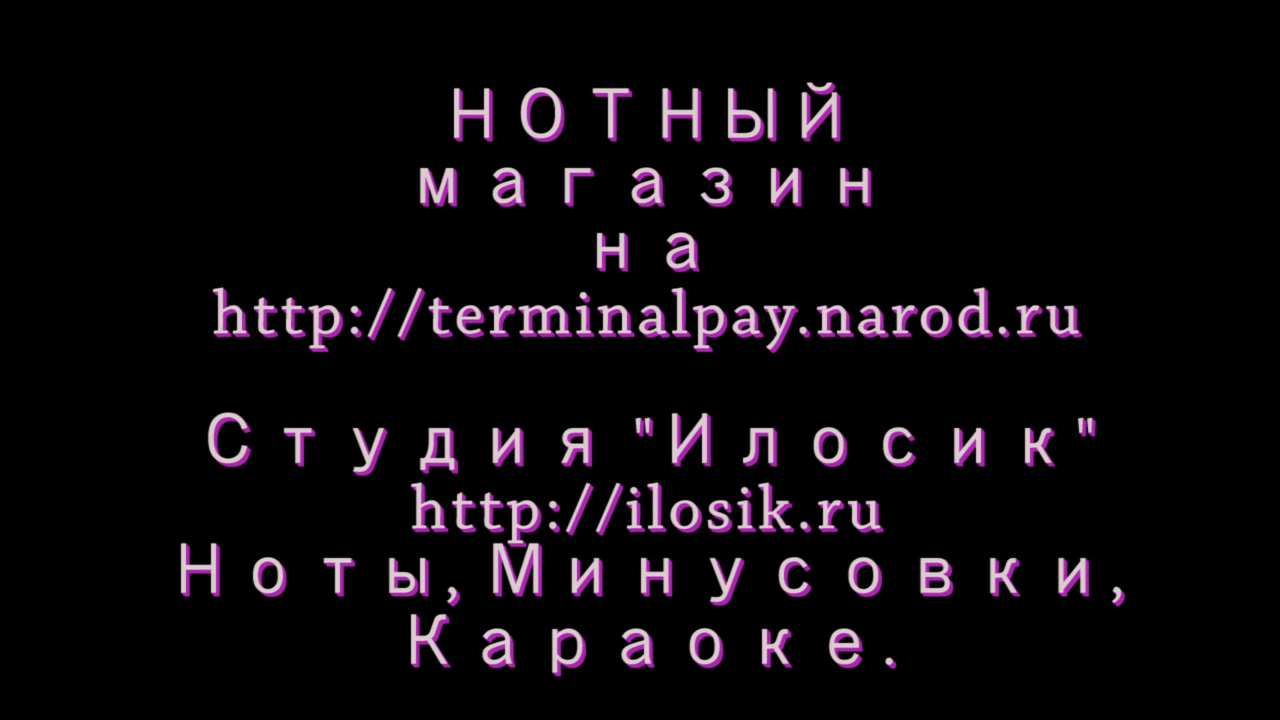 НОТНЫЙ
магазин
на
http://terminalpay.narod.ru
Студия "Илосик"
http://ilosik.ru
Ноты, Минусовки,
Караоке.